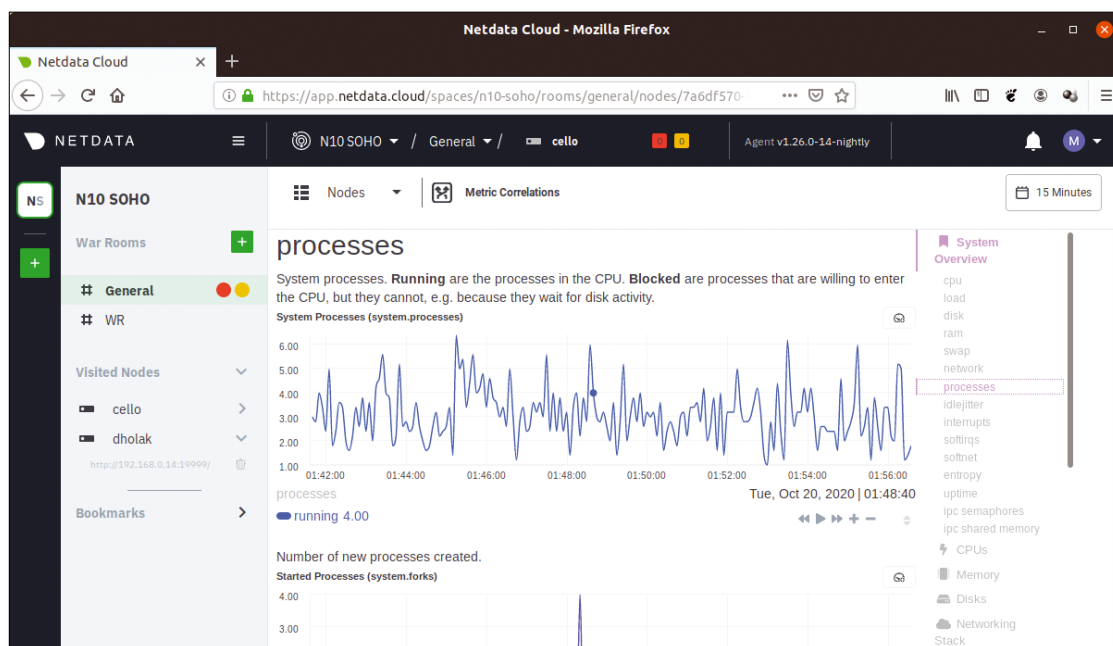 Netdata Cloud - Mozilla Firefox
Netdata Cloud
https://app.netdata.cloud/spaces/n10-soho/rooms/general/nodes/7a6df570-
NETDATA
N10 SOHO / General / cello
0 0
Agent v1.26.0-14-nightly
M
NS
N10 SOHO
War Rooms
General
WR
Visited Nodes
cello
dholak
http://192.168.0.14:19999/
Bookmarks
Nodes
Metric Correlations
15 Minutes
processes
System processes. Running are the processes in the CPU. Blocked are processes that are willing to enter
the CPU, but they cannot, e.g. because they wait for disk activity.
System Processes (system.processes)
6.00
5.00
4.00
3.00
2.00
1.00
01:42:00 01:44:00 01:46:00 01:48:00 01:50:00 01:52:00 01:54:00 01:56:00
processes
Tue, Oct 20, 2020 | 01:48:40
running 4.00
Number of new processes created.
Started Processes (system.forks)
4.00
3.00
System
Overview
cpu
load
disk
ram
swap
network
processes
idlejitter
interrupts
softirqs
softnet
entropy
uptime
ipc semaphores
ipc shared memory
CPUs
Memory
Disks
Networking
Stack